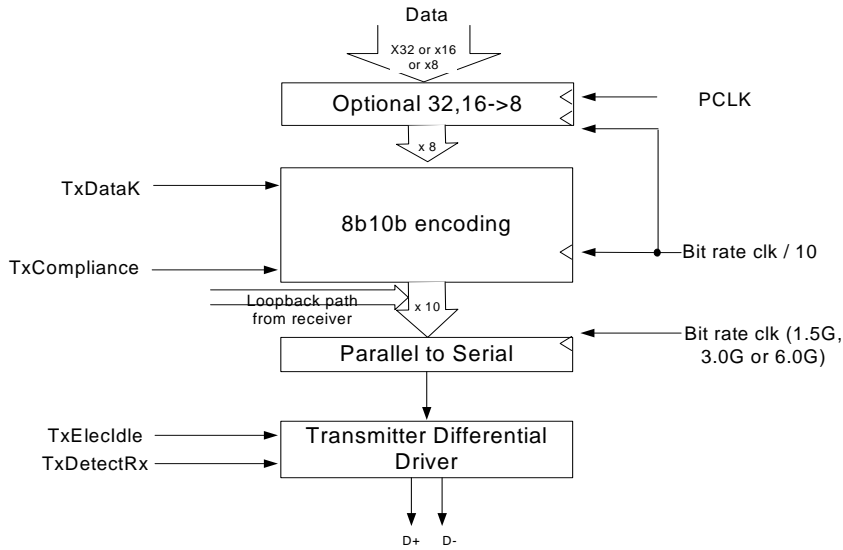 Data
X32 or x16
or x8
Optional 32,16->8
PCLK
x 8
TxDataK
8b10b encoding
Bit rate clk / 10
TxCompliance
Loopback path
from receiver
x 10
Bit rate clk (1.5G,
3.0G or 6.0G)
Parallel to Serial
TxElecIdle
TxDetectRx
Transmitter Differential
Driver
D+ D-